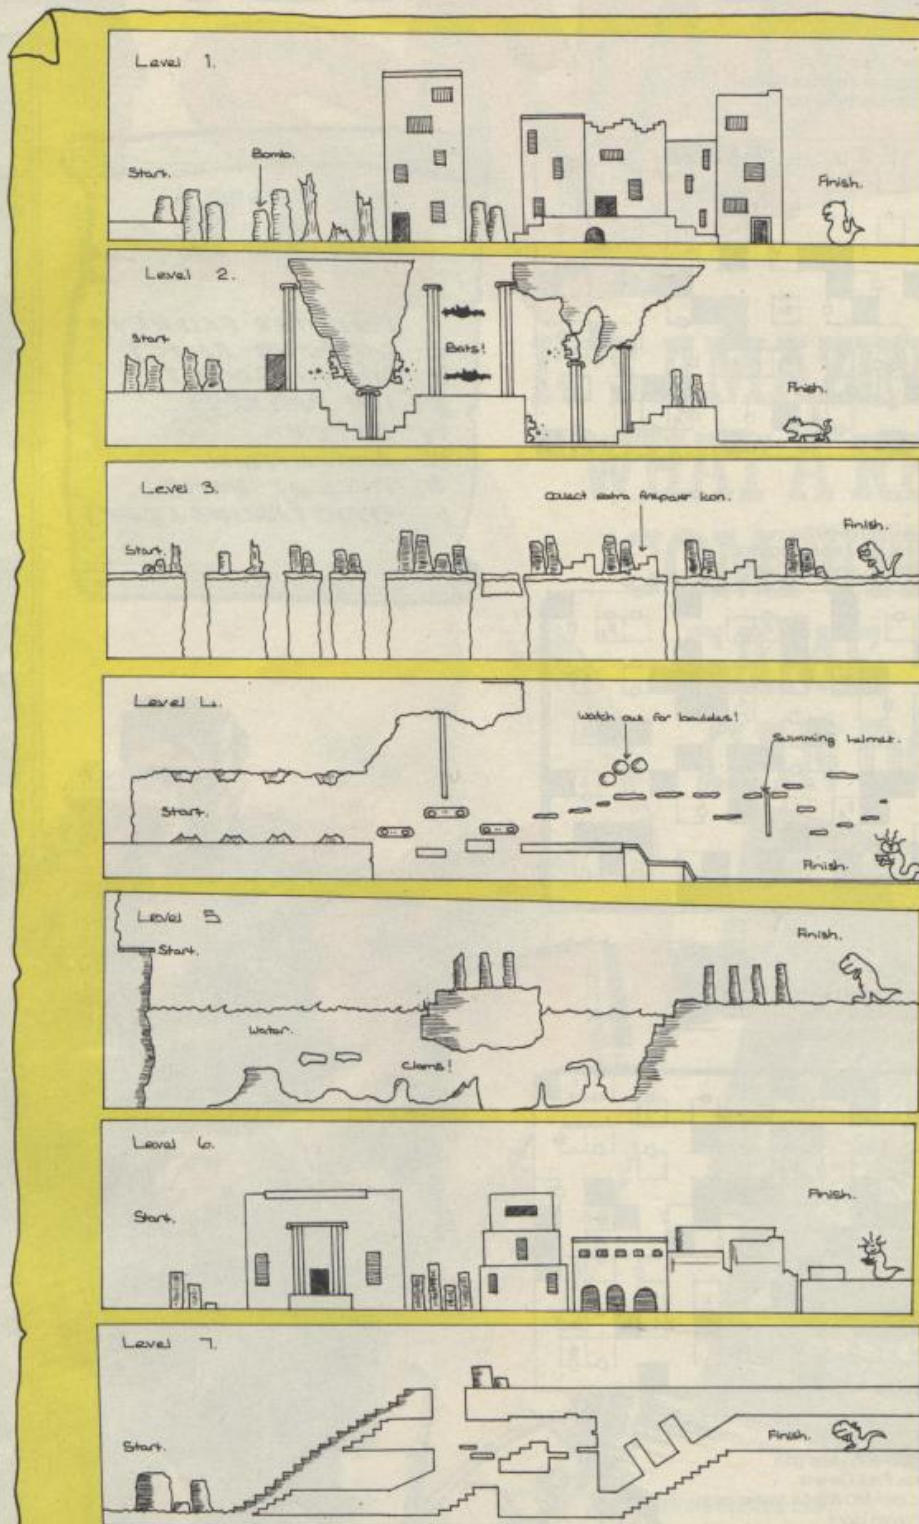 Level 1.
Start.
Bomb.
Finish.
Level 2.
Start
Bats!
Finish.
Level 3.
Collect extra firepower icon.
Start.
Finish.
Level 4.
Watch out for boulders!
Swimming helmet.
Start.
Finish.
Level 5
Start.
Finish.
Water.
Clams!
Level 6.
Start.
Finish.
Level 7.
Start.
Finish.